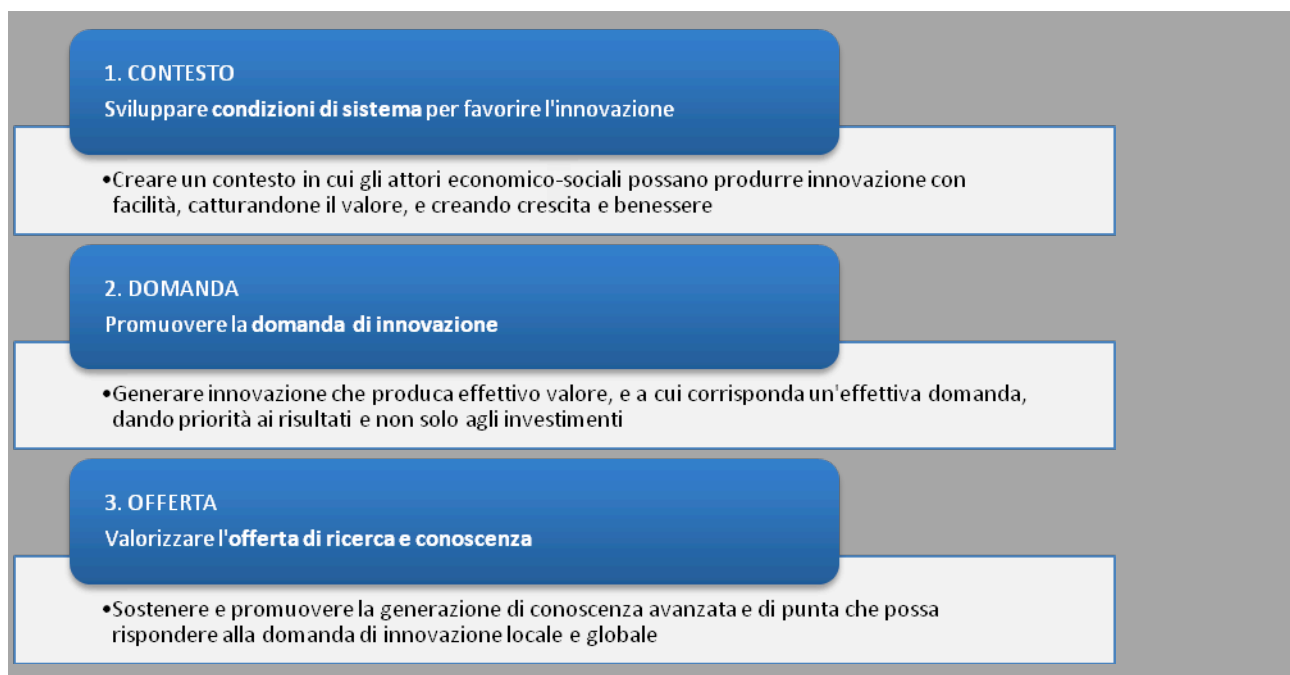 1. CONTESTO
Sviluppare condizioni di sistema per favorire l'innovazione
•Creare un contesto in cui gli attori economico-sociali possano produrre innovazione con
facilità, catturandone il valore, e creando crescita e benessere
2. DOMANDA
Promuovere la domanda di innovazione
•Generare innovazione che produca effettivo valore, e a cui corrisponda un'effettiva domanda,
dando priorità ai risultati e non solo agli investimenti
3. OFFERTA
Valorizzare l'offerta di ricerca e conoscenza
•Sostenere e promuovere la generazione di conoscenza avanzata e di punta che possa
rispondere alla domanda di innovazione locale e globale